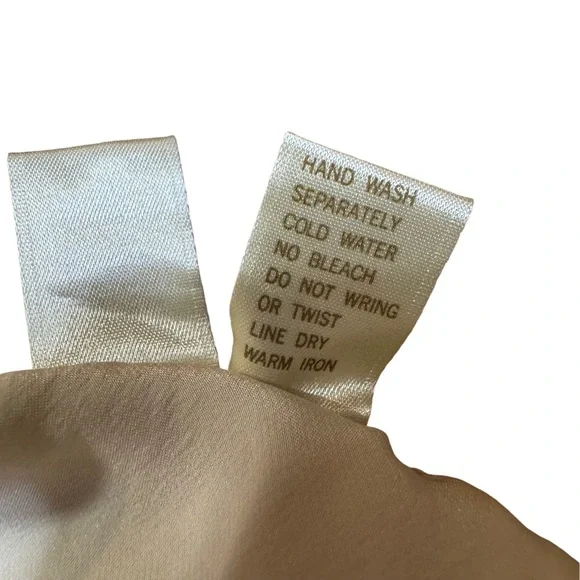 HAND WASH
SEPARATELY
COLD WATER
NO BLEACH
DO NOT WRING
OR TWIST
LINE DRY
WARM IRON